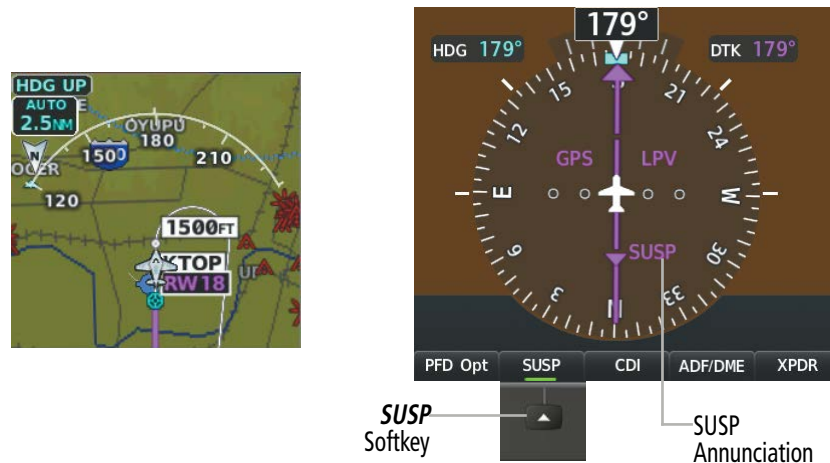 HDG UP
AUTO
2.5NM
OYUPU
180
1500
210
N
120
1500FT
KTOP
RW18
179°
HDG 179°
DTK 179°
15
21
12
24
GPS
LPV
E
W
SUSP
6
30
3
33
N
PFD Opt
SUSP
CDI
ADF/DME
XPDR
SUSP
Softkey
SUSP
Annunciation